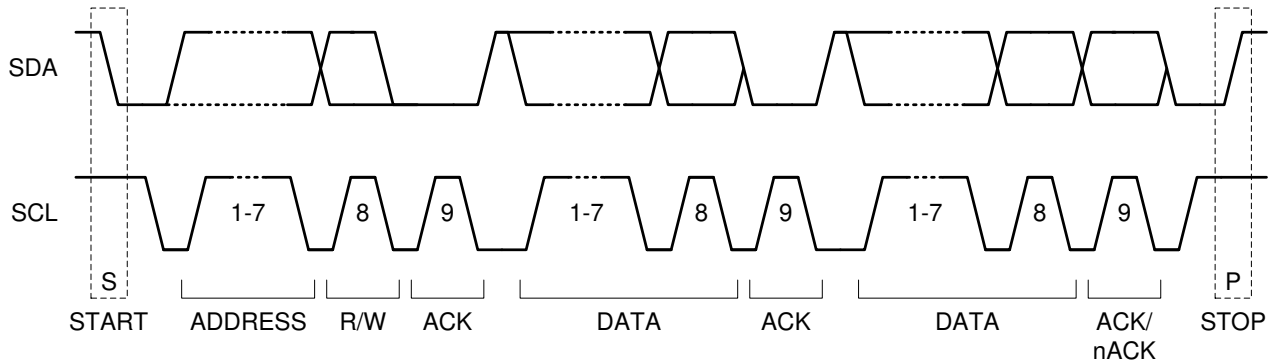 SDA
SCL
1-7 8 9 1-7 8 9 1-7 8 9
S P
START ADDRESS R/W ACK DATA ACK DATA ACK/ STOP
nACK